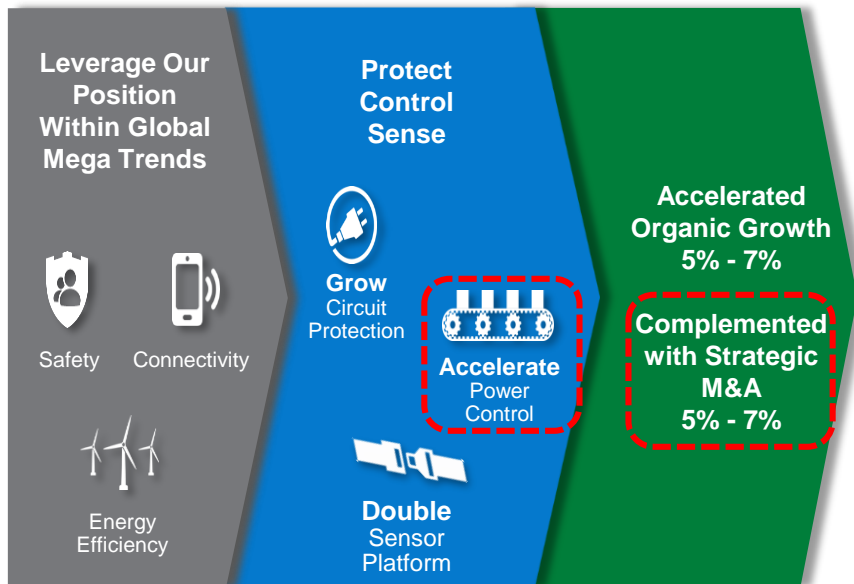 Leverage Our
Position
Within Global
Mega Trends
Safety
Connectivity
Energy
Efficiency
Protect
Control
Sense
Grow
Circuit
Protection
Accelerate
Power
Control
Double
Sensor
Platform
Accelerated
Organic Growth
5% - 7%
Complemented
with Strategic
M&A
5% - 7%